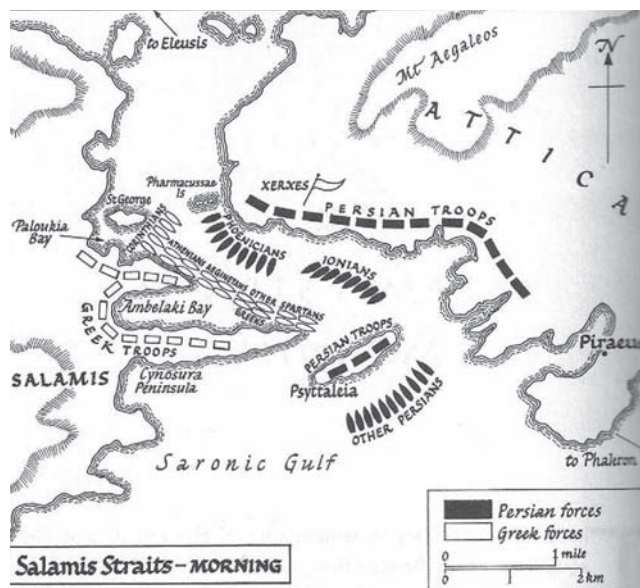 to Eleusis
Mt Aegaleos
N
ATTICA
Pharmacussae
Is
St George
XERXES
PERSIAN TROOPS
Paloukia
Bay
PHOENICIANS
CORINTHIANS
ATHENIANS AEGINETANS OTHER GREEKS SPARTANS
IONIANS
Ambelaki Bay
GREEK TROOPS
PERSIAN TROOPS
Piraeus
SALAMIS
Cynosura
Peninsula
Psyttaleia
OTHER PERSIANS
to Phaleron
Saronic Gulf
Persian forces
Greek forces
0 1 mile
0 1 2 km
Salamis Straits – MORNING